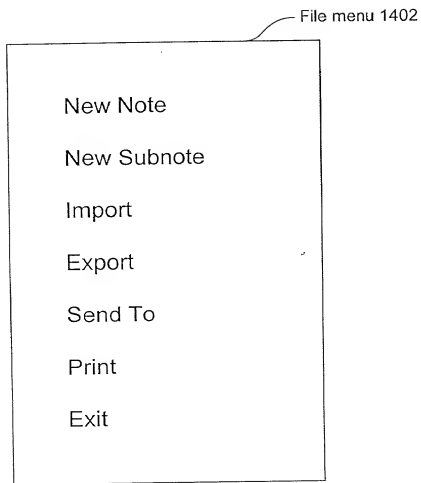 File menu 1402
New Note
New Subnote
Import
Export
Send To
Print
Exit